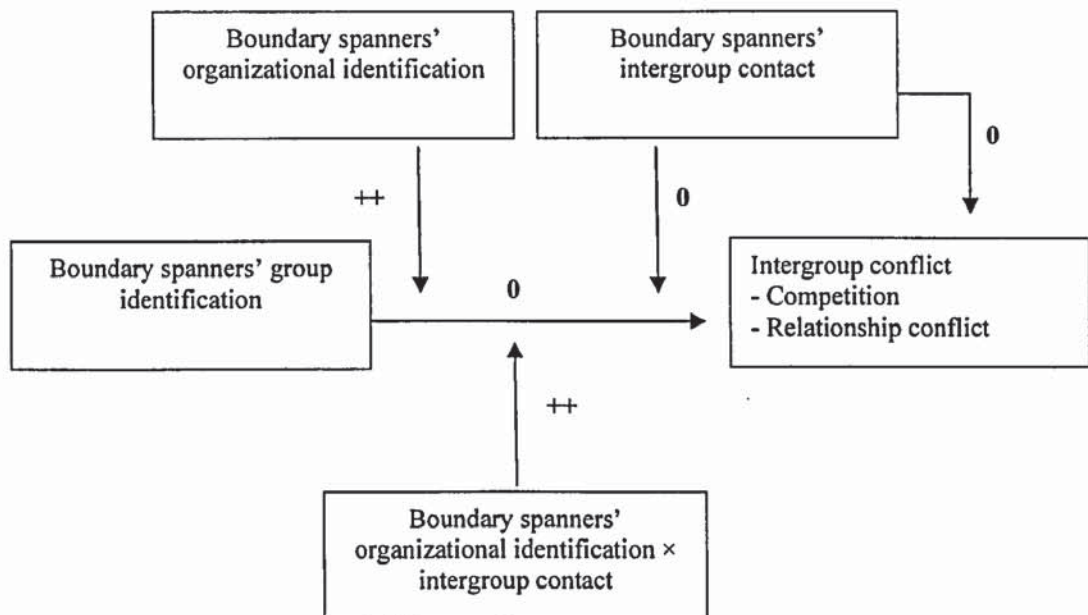 Boundary spanners’
organizational identification
Boundary spanners’
intergroup contact
0
++
0
Boundary spanners’ group
identification
0
Intergroup conflict
- Competition
- Relationship conflict
++
Boundary spanners’
organizational identification ×
intergroup contact